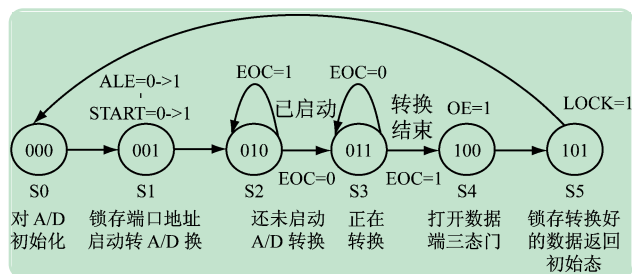 ALE=0->1
START=0->1
EOC=1
已启动
EOC=0
转换
结束
OE=1
LOCK=1
000
001
010
011
100
101
EOC=0
EOC=1
S0
S1
S2
S3
S4
S5
对 A/D
初始化
锁存端口地址
启动转 A/D 换
还未启动
A/D 转换
正在
转换
打开数据
端三态门
锁存转换好
的数据返回
初始态